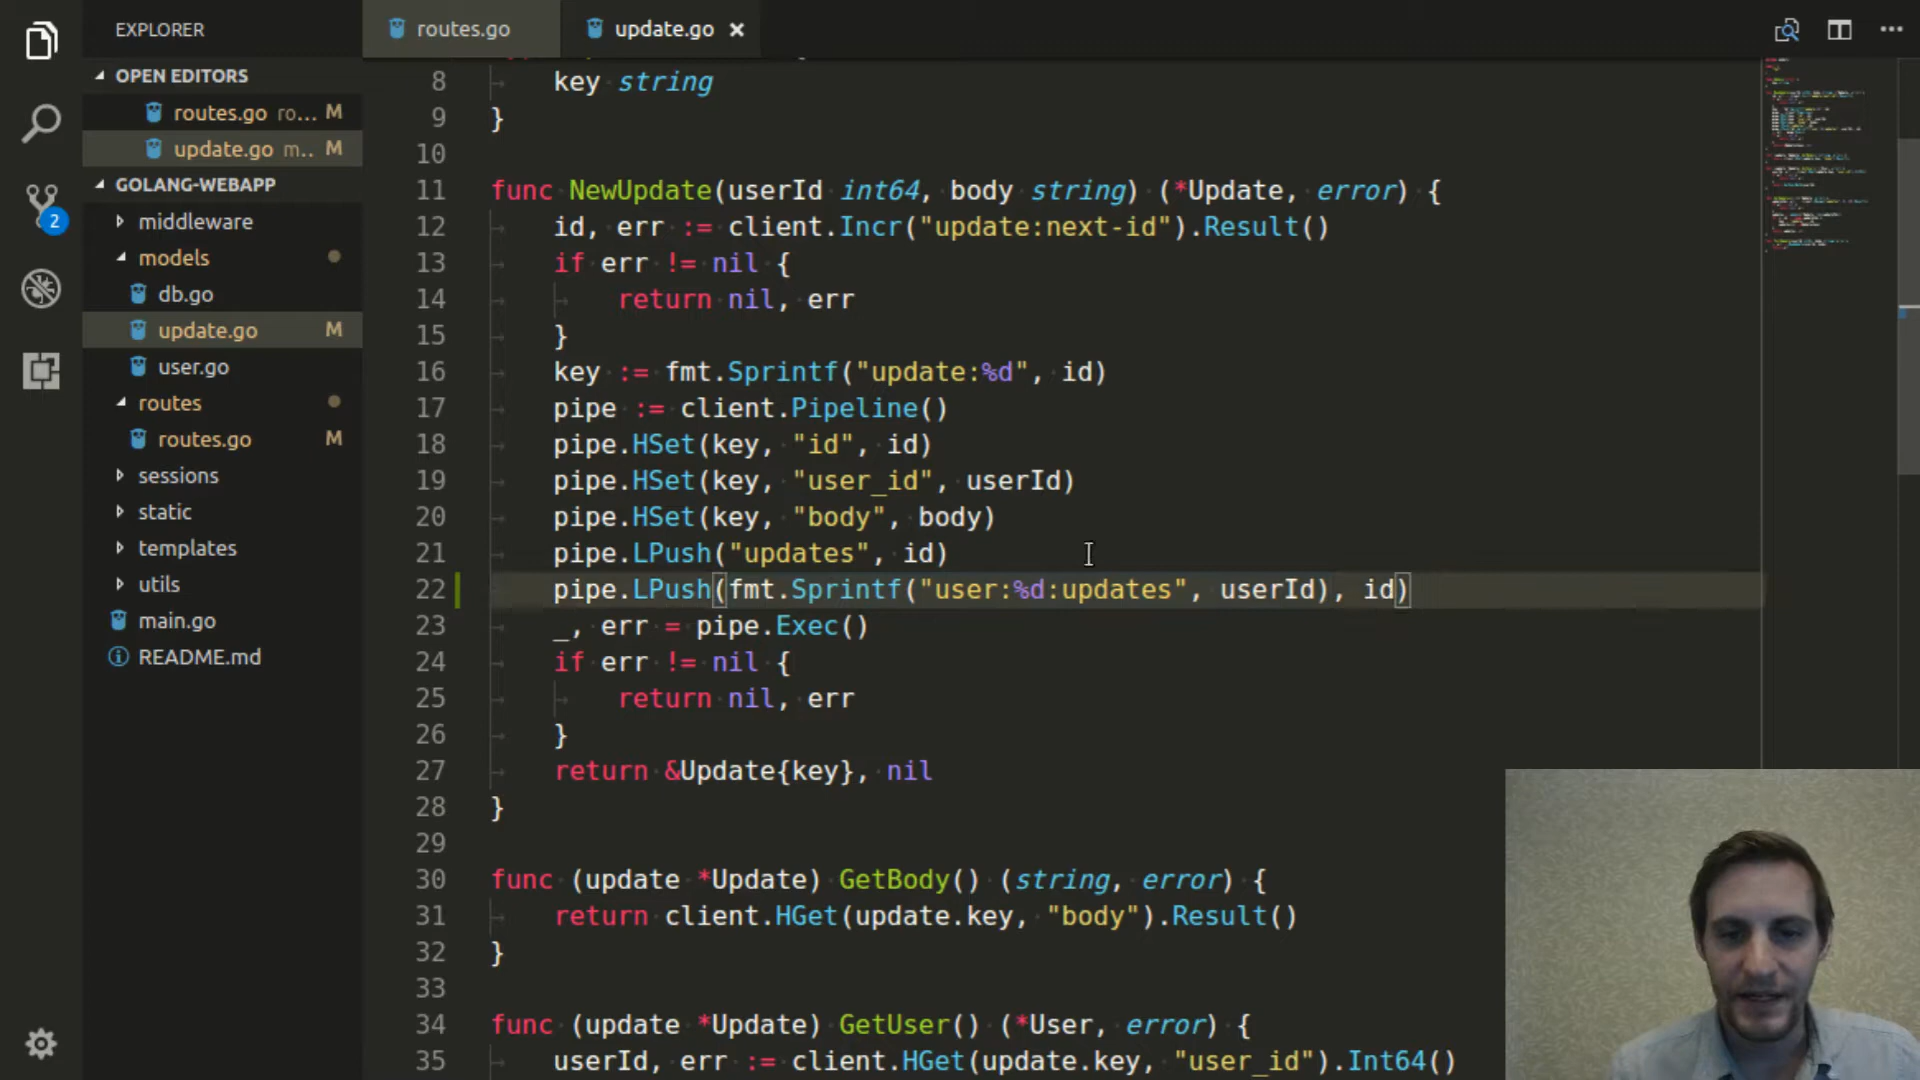 EXPLORER
OPEN EDITORS
routes.go ro... M
update.go m.. M
GOLANG-WEBAPP
2
middleware
models
db.go
update.go M
user.go
routes
routes.go M
sessions
static
templates
utils
main.go
README.md
routes.go
update.go
8 key string
9 }
10
11 func NewUpdate(userId int64, body string) (*Update, error) {
12 id, err := client.Incr("update:next-id").Result()
13 if err != nil {
14 return nil, err
15 }
16 key := fmt.Sprintf("update:%d", id)
17 pipe := client.Pipeline()
18 pipe.HSet(key, "id", id)
19 pipe.HSet(key, "user_id", userId)
20 pipe.HSet(key, "body", body)
21 pipe.LPush("updates", id)
22 pipe.LPush(fmt.Sprintf("user:%d:updates", userId), id)
23 _, err = pipe.Exec()
24 if err != nil {
25 return nil, err
26 }
27 return &Update{key}, nil
28 }
29
30 func (update *Update) GetBody() (string, error) {
31 return client.HGet(update.key, "body").Result()
32 }
33
34 func (update *Update) GetUser() (*User, error) {
35 userId, err := client.HGet(update.key, "user_id").Int64()